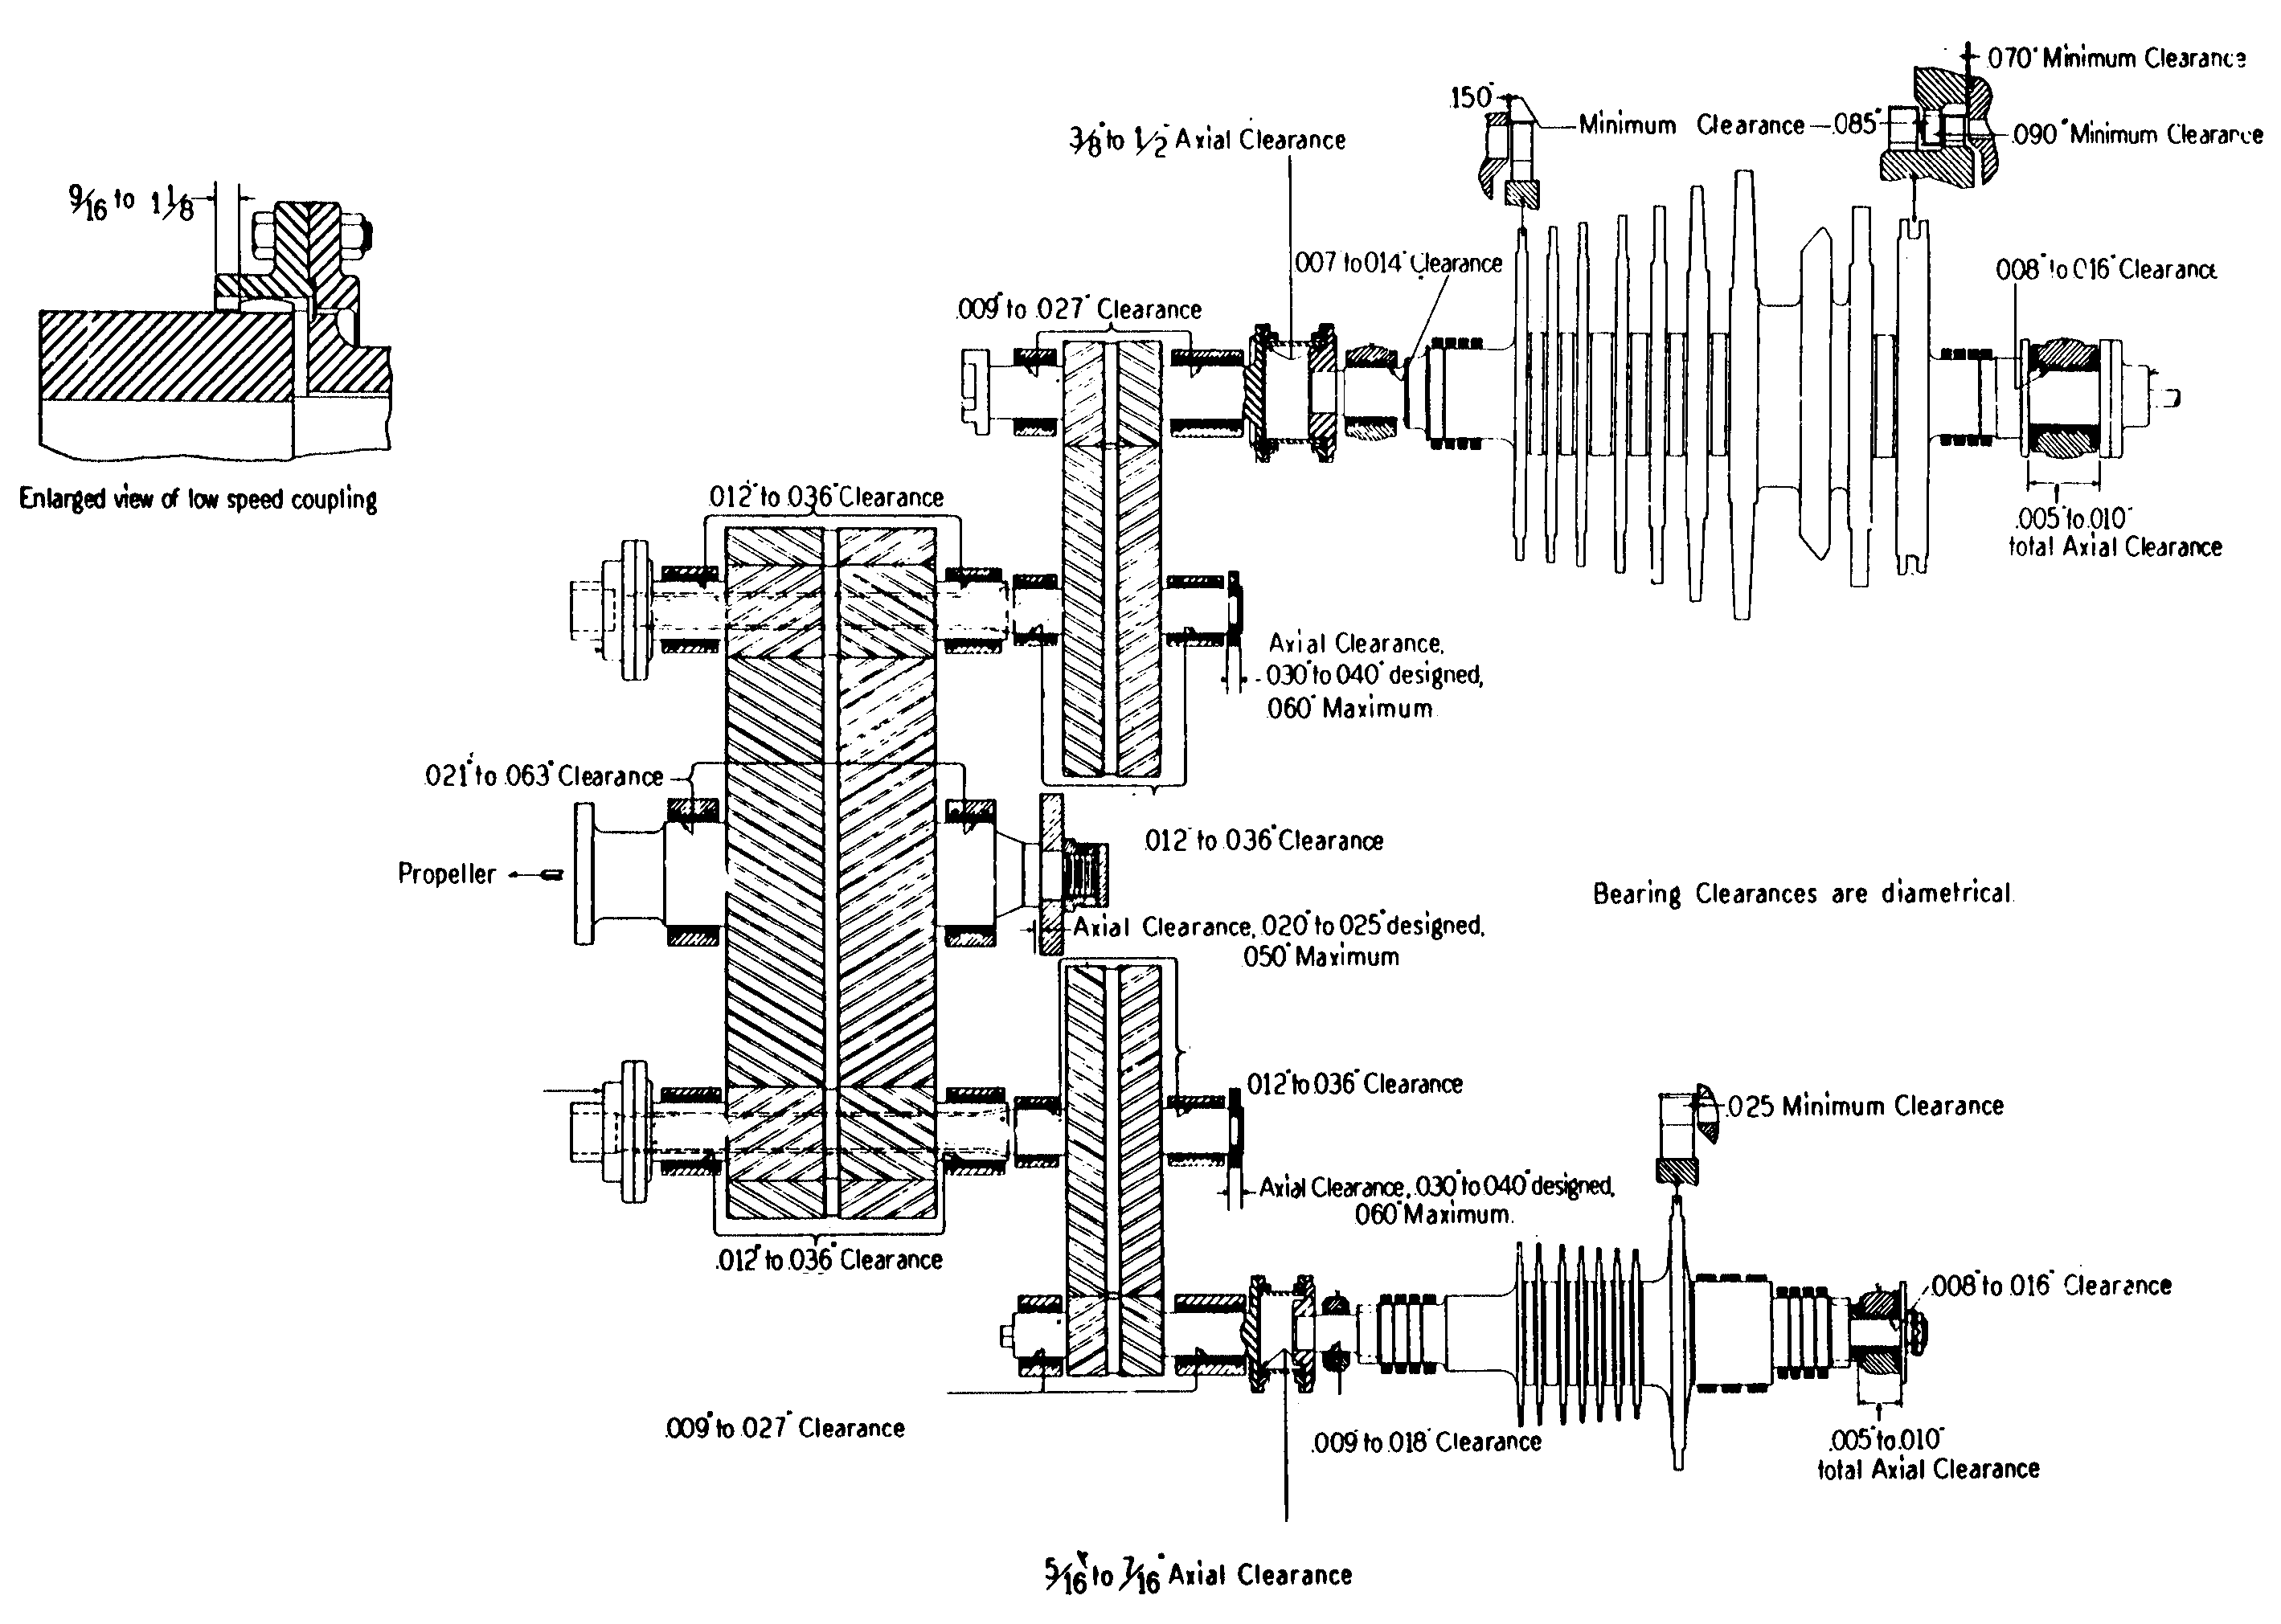 .070" Minimum Clearance
.150"
Minimum Clearance .085"
.090" Minimum Clearance
3/8" to 1/2" Axial Clearance
9/16 to 1 1/8
.007 to .014" Clearance
.008" to .016" Clearance
.009" to .027" Clearance
Enlarged view of low speed coupling
.012" to .036" Clearance
.005" to .010"
total Axial Clearance
Axial Clearance,
.030" to .040" designed,
.060" Maximum
.021" to .063" Clearance
.012" to .036" Clearance
Propeller
Bearing Clearances are diametrical.
Axial Clearance, .020" to .025" designed,
.050" Maximum
.012" to .036" Clearance
.025 Minimum Clearance
Axial Clearance, .030" to .040" designed,
.060" Maximum.
.012" to .036" Clearance
.008" to .016" Clearance
.009" to .027" Clearance
.009" to .018" Clearance
.005" to .010"
total Axial Clearance
5/16" to 7/16" Axial Clearance